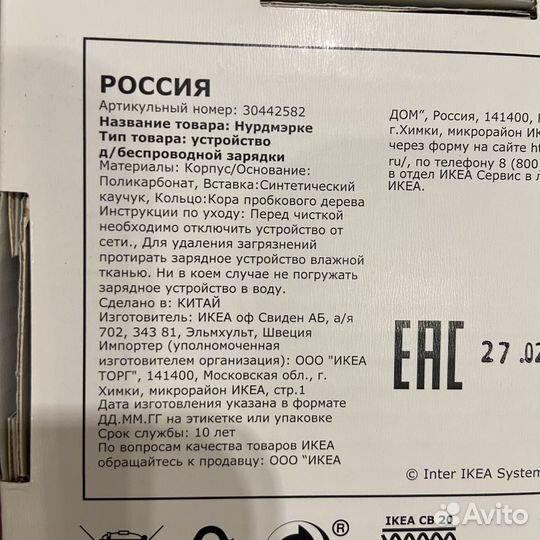 РОССИЯ
Артикульный номер: 30442582
Название товара: Нурдмэрке
Тип товара: устройство
д/беспроводной зарядки
Материалы: Корпус/Основание:
Поликарбонат, Вставка:Синтетический
каучук, Кольцо:Кора пробкового дерева
Инструкции по уходу: Перед чисткой
необходимо отключить устройство от
сети., Для удаления загрязнений
протирать зарядное устройство влажной
тканью. Ни в коем случае не погружать
зарядное устройство в воду.
Сделано в: КИТАЙ
Изготовитель: ИКЕА оф Свиден АБ, а/я
702, 343 81, Эльмхульт, Швеция
Импортер (уполномоченная
изготовителем организация): ООО "ИКЕА
ТОРГ", 141400, Московская обл., г.
Химки, микрорайон ИКЕА, стр.1
Дата изготовления указана в формате
ДД.ММ.ГГ на этикетке или упаковке
Срок службы: 10 лет
По вопросам качества товаров ИКЕА
обращайтесь к продавцу: ООО "ИКЕА
ДОМ", Россия, 141400,
г.Химки, микрорайон ИК
через форму на сайте ht
ru/, по телефону 8 (800)
в отдел ИКЕА Сервис в л
ИКЕА.
EAC
27.02
© Inter IKEA System
®
IKEA CB 20
Avito